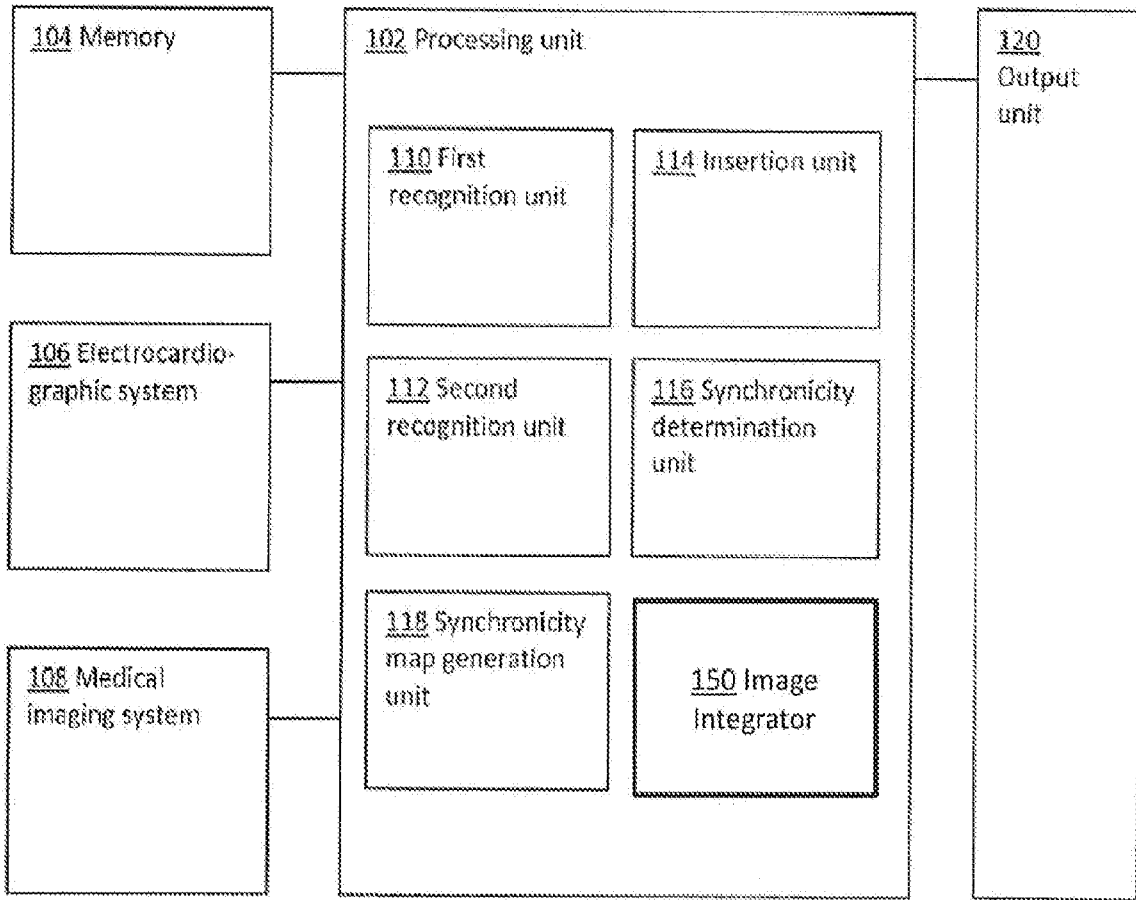 104 Memory
106 Electrocardio-
graphic system
108 Medical
imaging system
102 Processing unit
110 First
recognition unit
114 Insertion unit
112 Second
recognition unit
116 Synchronicity
determination
unit
118 Synchronicity
map generation
unit
150 Image
Integrator
120
Output
unit